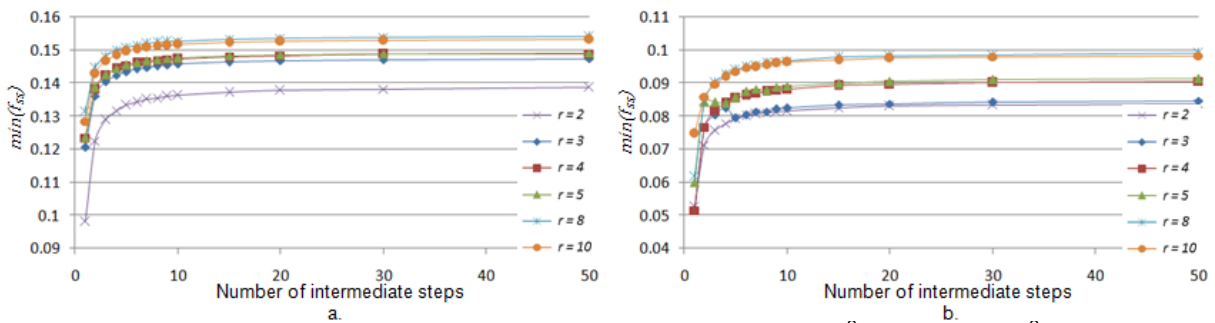 min(f_sx)
0.16
0.15
0.14
0.13
0.12
0.11
0.1
0.09
0
10
20
30
40
50
r = 2
r = 3
r = 4
r = 5
r = 8
r = 10
Number of intermediate steps
a.
min(f_sx)
0.11
0.1
0.09
0.08
0.07
0.06
0.05
0.04
0
10
20
30
40
50
r = 2
r = 3
r = 4
r = 5
r = 8
r = 10
Number of intermediate steps
b.